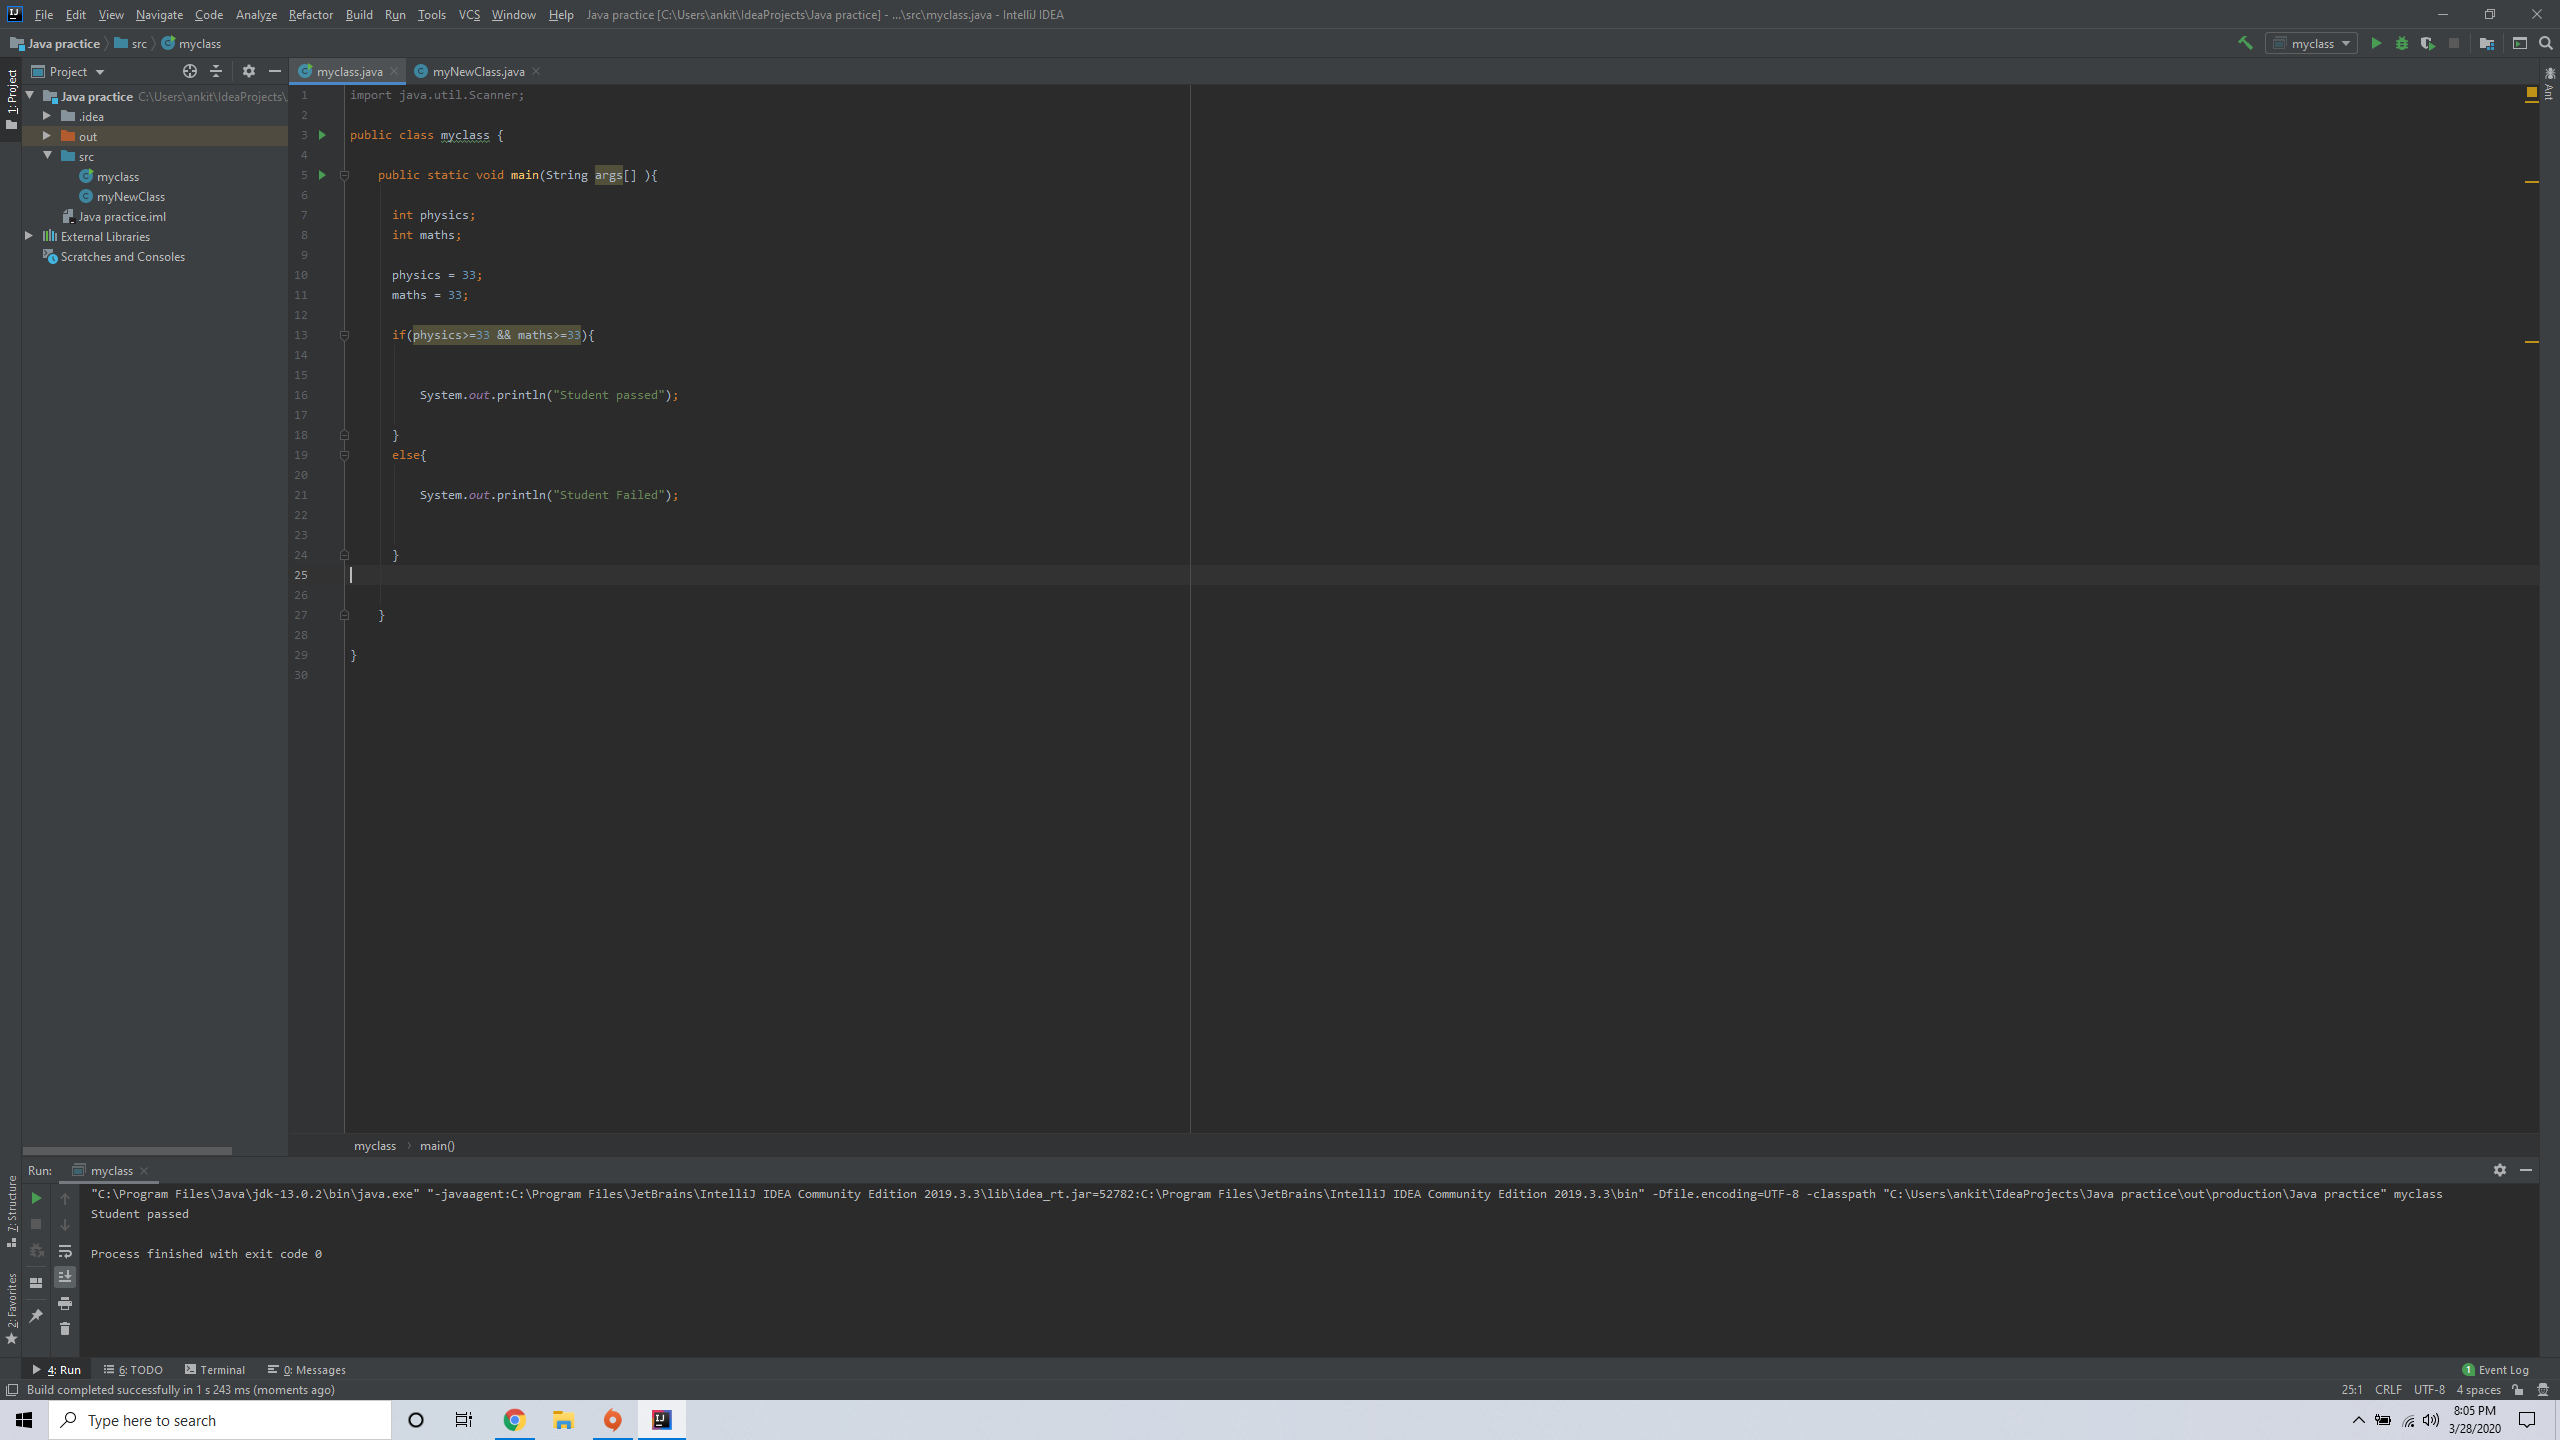 File Edit View Navigate Code Analyze Refactor Build Run Tools VCS Window Help Java practice [C:\Users\ankit\IdeaProjects\Java practice] - ...\src\myclass.java - IntelliJ IDEA
Java practice src myclass
myclass
1: Project
Project
myclass.java myNewClass.java
Ant
Java practice C:\Users\ankit\IdeaProjects\
.idea
out
src
myclass
myNewClass
Java practice.iml
External Libraries
Scratches and Consoles
1 import java.util.Scanner;
2
3 public class myclass {
4
5 public static void main(String args[] ){
6
7 int physics;
8 int maths;
9
10 physics = 33;
11 maths = 33;
12
13 if(physics>=33 && maths>=33){
14
15
16 System.out.println("Student passed");
17
18 }
19 else{
20
21 System.out.println("Student Failed");
22
23
24 }
25
26
27 }
28
29 }
30
myclass main()
Run: myclass
7: Structure
2: Favorites
"C:\Program Files\Java\jdk-13.0.2\bin\java.exe" "-javaagent:C:\Program Files\JetBrains\IntelliJ IDEA Community Edition 2019.3.3\lib\idea_rt.jar=52782:C:\Program Files\JetBrains\IntelliJ IDEA Community Edition 2019.3.3\bin" -Dfile.encoding=UTF-8 -classpath "C:\Users\ankit\IdeaProjects\Java practice\out\production\Java practice" myclass
Student passed
Process finished with exit code 0
4: Run 6: TODO Terminal 0: Messages 1 Event Log
Build completed successfully in 1 s 243 ms (moments ago) 25:1 CRLF UTF-8 4 spaces
Type here to search
8:05 PM
3/28/2020